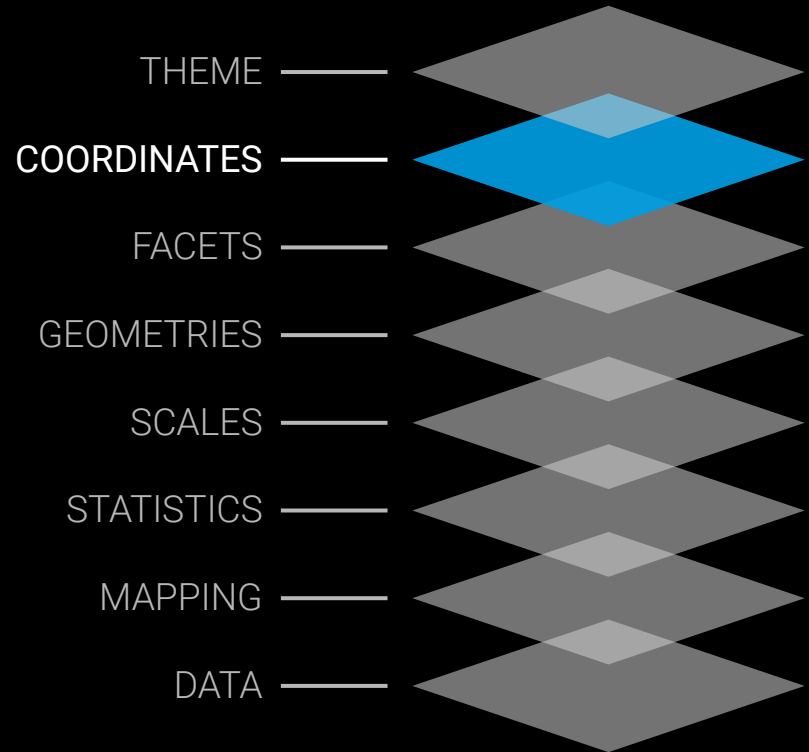 THEME
COORDINATES
FACETS
GEOMETRIES
SCALES
STATISTICS
MAPPING
DATA